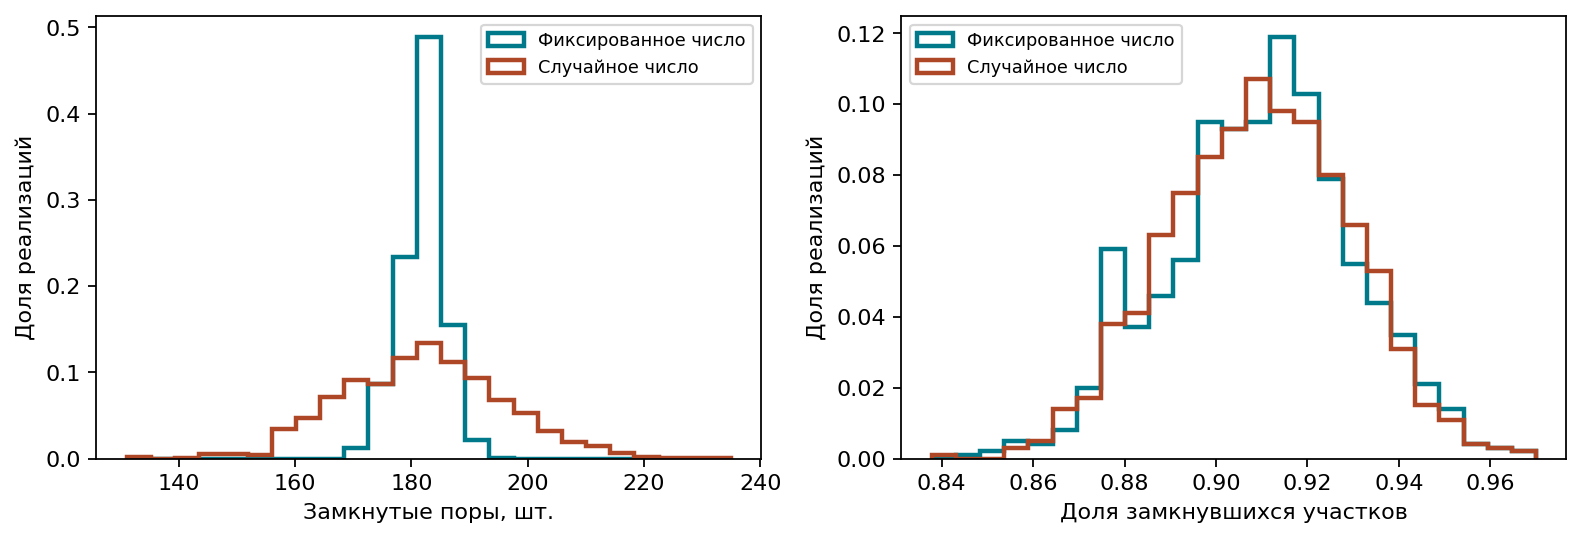 Доля реализаций
0.5
0.4
0.3
0.2
0.1
0.0
Фиксированное число
Случайное число
140 160 180 200 220 240
Замкнутые поры, шт.
Доля реализаций
0.12
0.10
0.08
0.06
0.04
0.02
0.00
Фиксированное число
Случайное число
0.84 0.86 0.88 0.90 0.92 0.94 0.96
Доля замкнувшихся участков